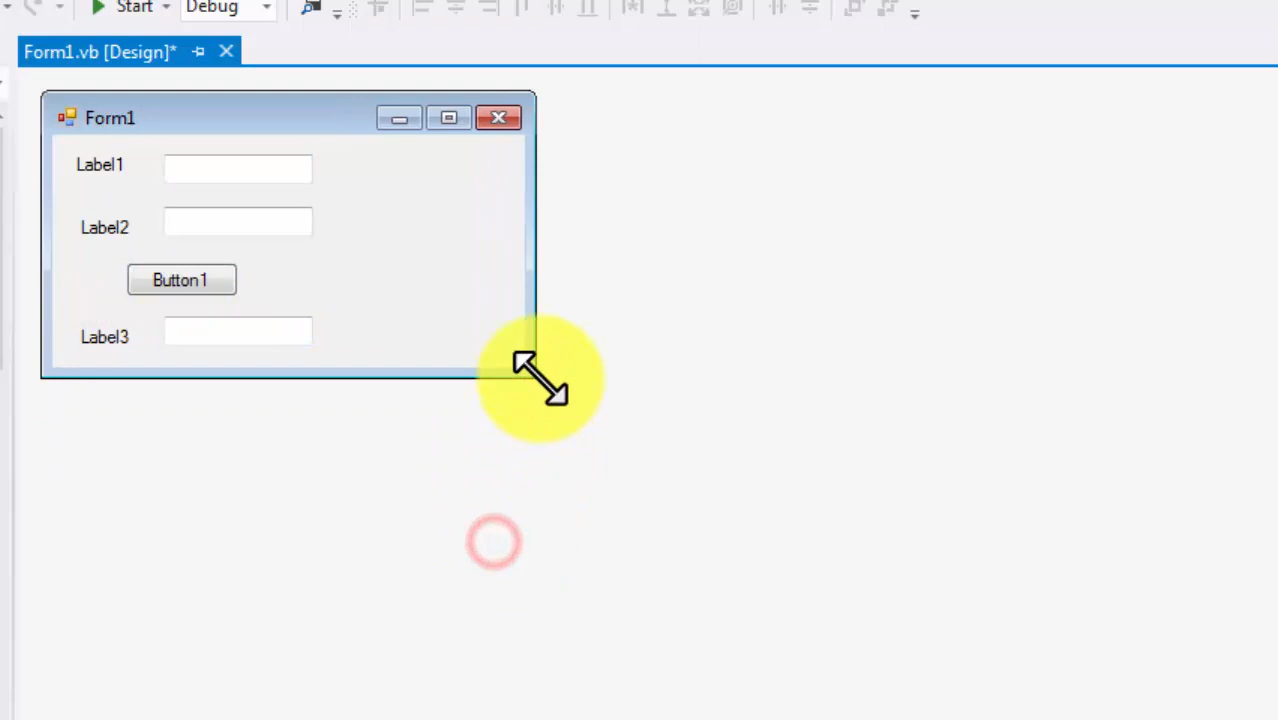 Start Debug
Form1.vb [Design]*
Form1
Label1
Label2
Button1
Label3